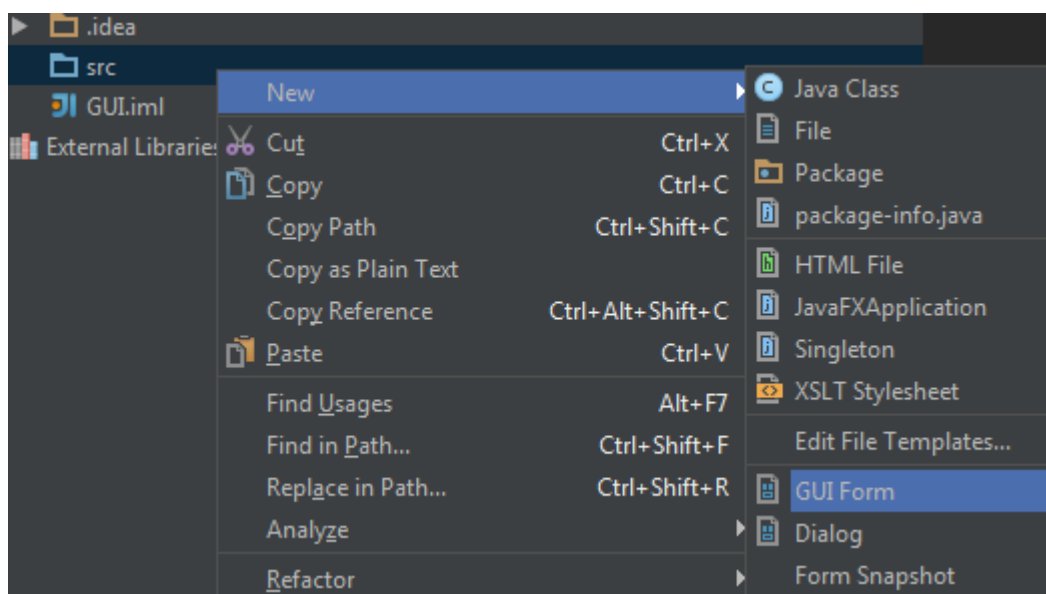 .idea
src
GUI.iml
External Libraries
New
Cut Ctrl+X
Copy Ctrl+C
Copy Path Ctrl+Shift+C
Copy as Plain Text
Copy Reference Ctrl+Alt+Shift+C
Paste Ctrl+V
Find Usages Alt+F7
Find in Path... Ctrl+Shift+F
Replace in Path... Ctrl+Shift+R
Analyze
Refactor
Java Class
File
Package
package-info.java
HTML File
JavaFXApplication
Singleton
XSLT Stylesheet
Edit File Templates...
GUI Form
Dialog
Form Snapshot